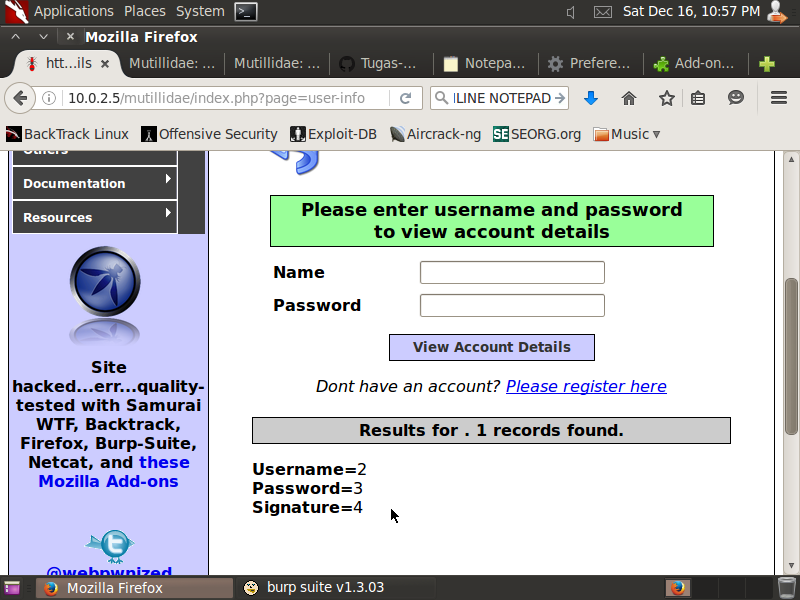 Applications Places System
Sat Dec 16, 10:57 PM
Mozilla Firefox
htt...ils
Mutillidae: ...
Mutillidae: ...
Tugas-...
Notepa...
Prefere...
Add-on...
10.0.2.5/mutillidae/index.php?page=user-info
ILINE NOTEPAD
BackTrack Linux
Offensive Security
Exploit-DB
Aircrack-ng
SEORG.org
Music
Others
Documentation
Resources
Site
hacked...err...quality-
tested with Samurai
WTF, Backtrack,
Firefox, Burp-Suite,
Netcat, and these
Mozilla Add-ons
@webpwnized
Please enter username and password
to view account details
Name
Password
View Account Details
Dont have an account? Please register here
Results for . 1 records found.
Username=2
Password=3
Signature=4
Mozilla Firefox
burp suite v1.3.03